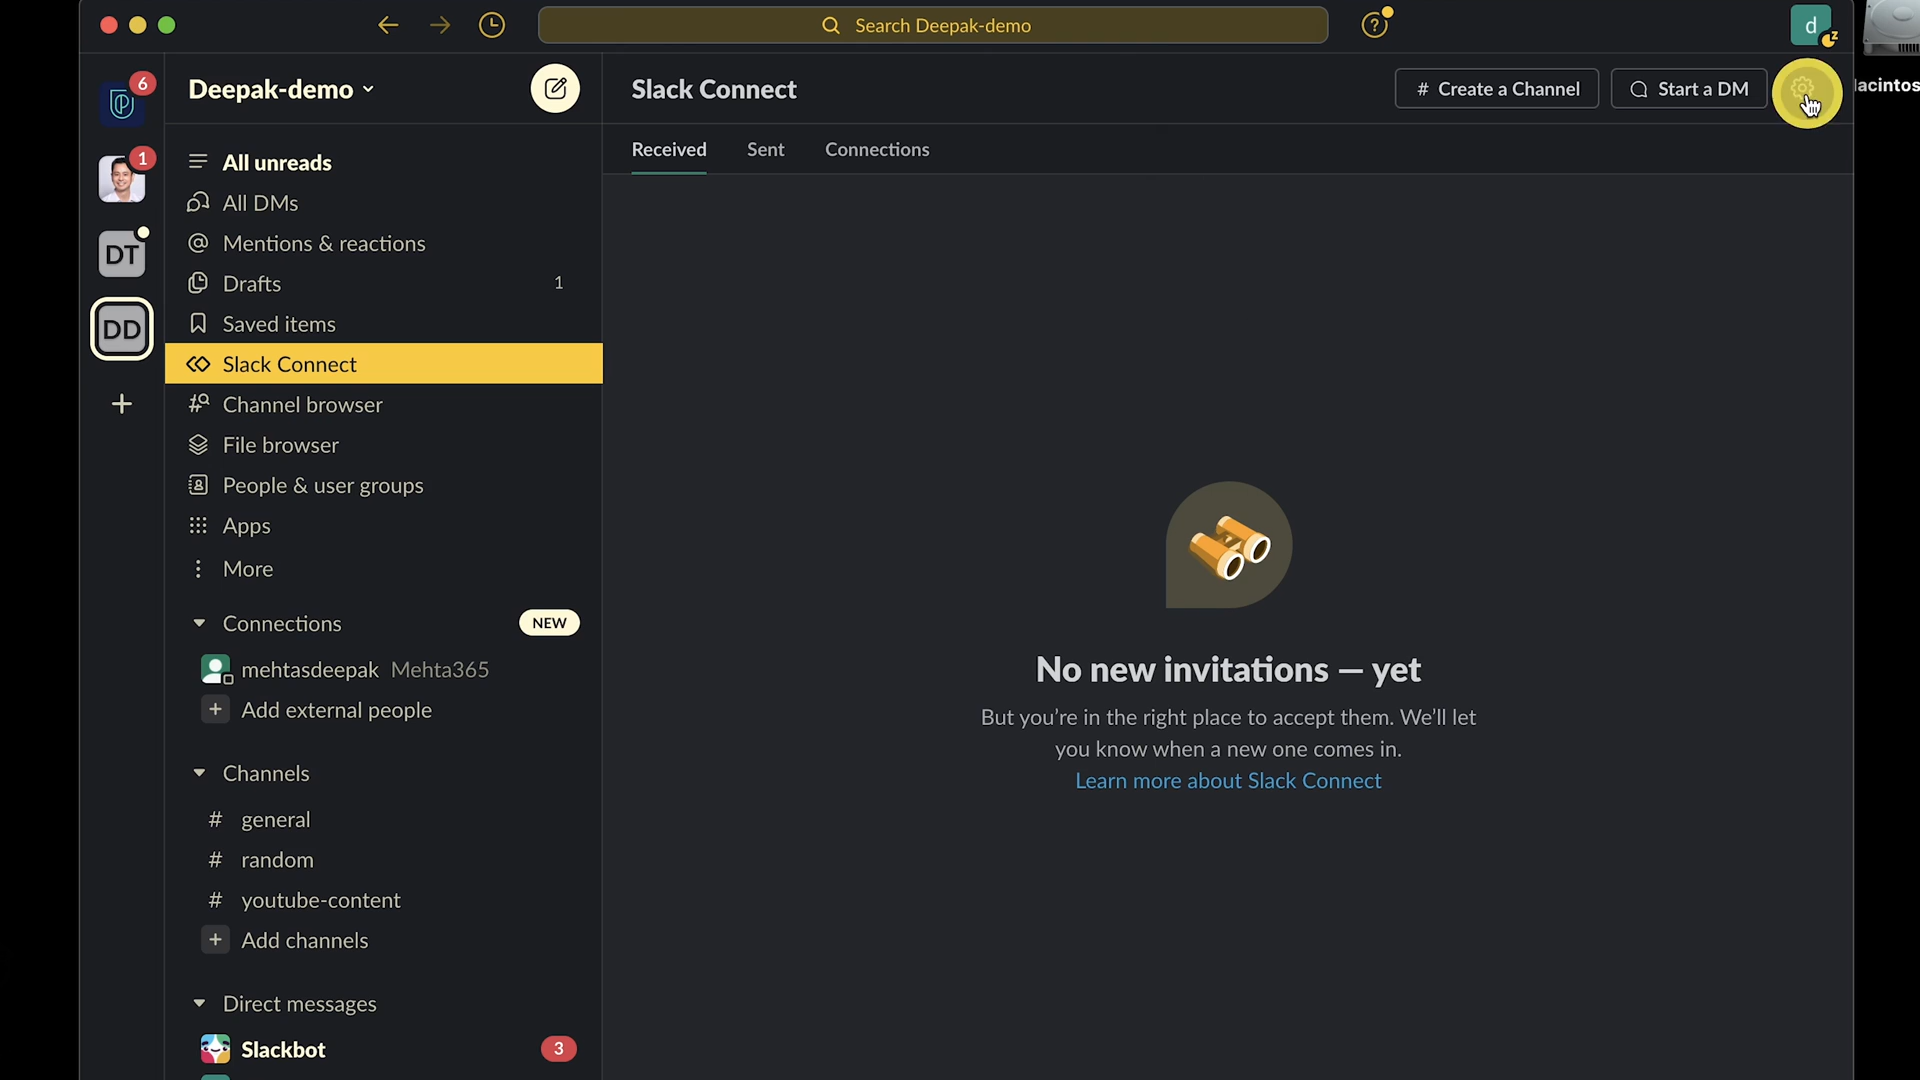 Search Deepak-demo
d
z
acintos
6
1
DT
DD
Deepak-demo
All unreads
All DMs
Mentions & reactions
Drafts 1
Saved items
Slack Connect
Channel browser
File browser
People & user groups
Apps
More
Connections NEW
mehtasdeepak Mehta365
+ Add external people
Channels
# general
# random
# youtube-content
+ Add channels
Direct messages
Slackbot 3
Slack Connect
# Create a Channel
Start a DM
Received Sent Connections
No new invitations — yet
But you're in the right place to accept them. We'll let
you know when a new one comes in.
Learn more about Slack Connect